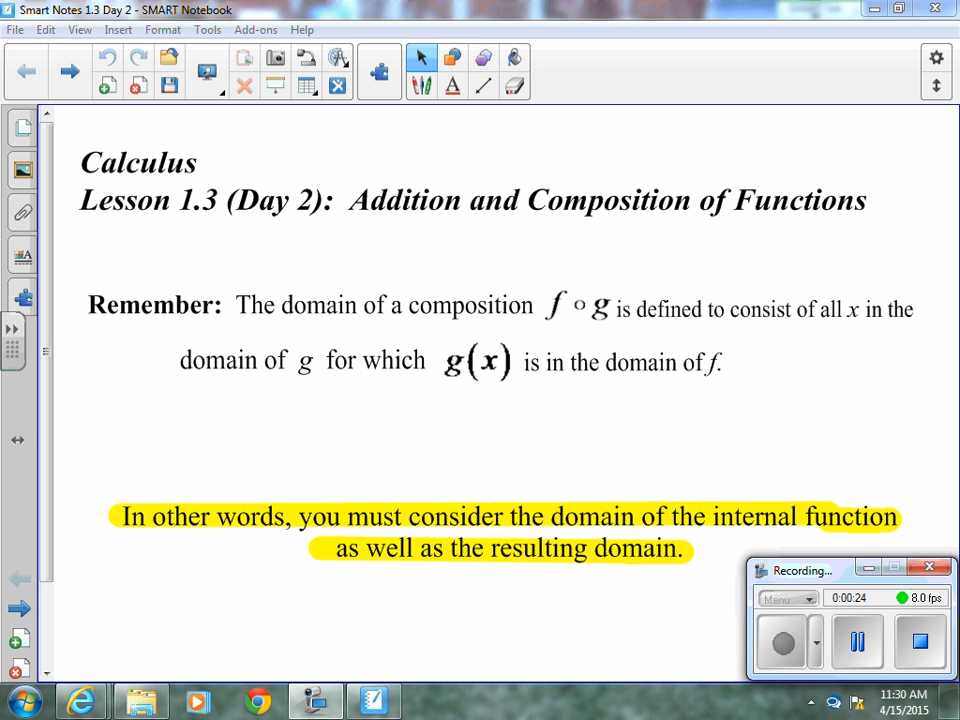 Smart Notes 1.3 Day 2 - SMART Notebook
File Edit View Insert Format Tools Add-ons Help
Calculus
Lesson 1.3 (Day 2): Addition and Composition of Functions
Remember: The domain of a composition f ∘ g is defined to consist of all x in the
domain of g for which g(x) is in the domain of f.
In other words, you must consider the domain of the internal function
as well as the resulting domain.
Recording...
Menu 0:00:24 8.0 fps
11:30 AM
4/15/2015